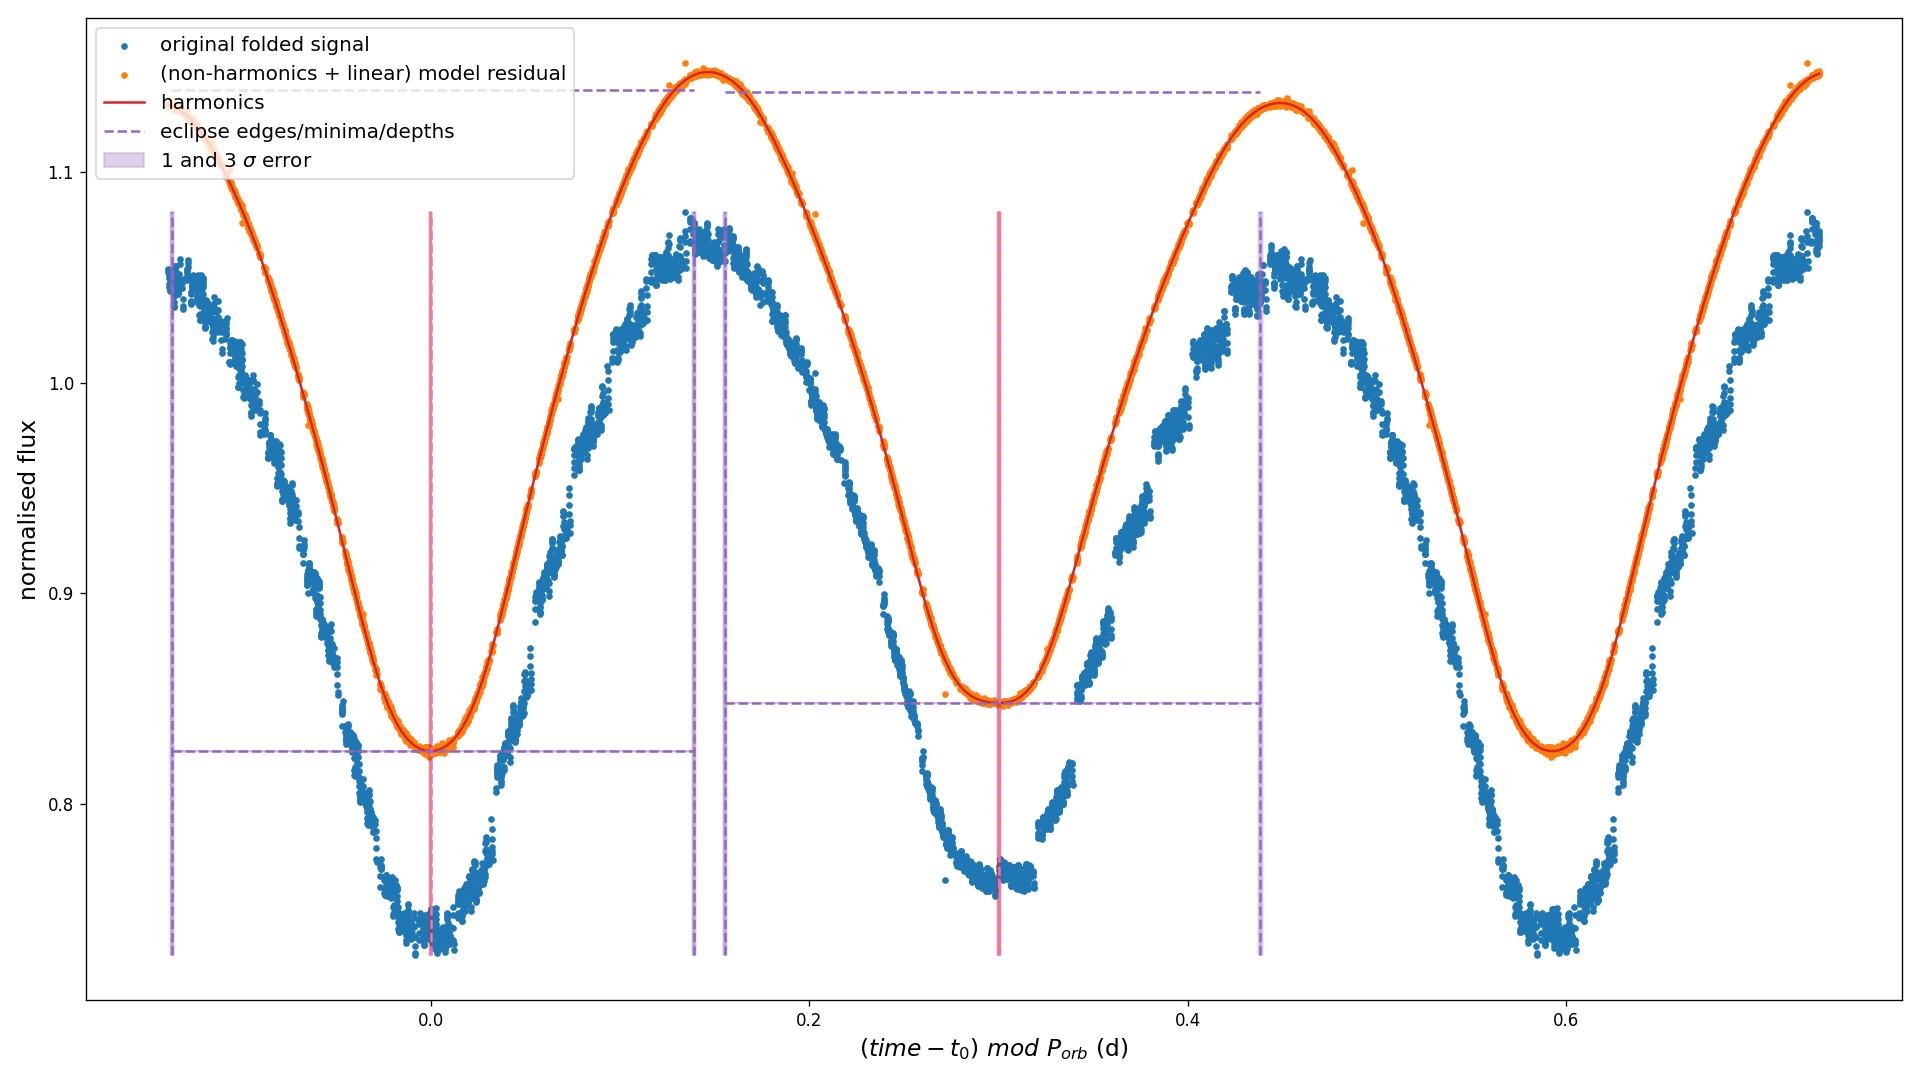 original folded signal
(non-harmonics + linear) model residual
harmonics
eclipse edges/minima/depths
1 and 3 σ error
1.1
1.0
0.9
0.8
normalised flux
0.0 0.2 0.4 0.6
(time − t₀) mod Pₒᵣb (d)